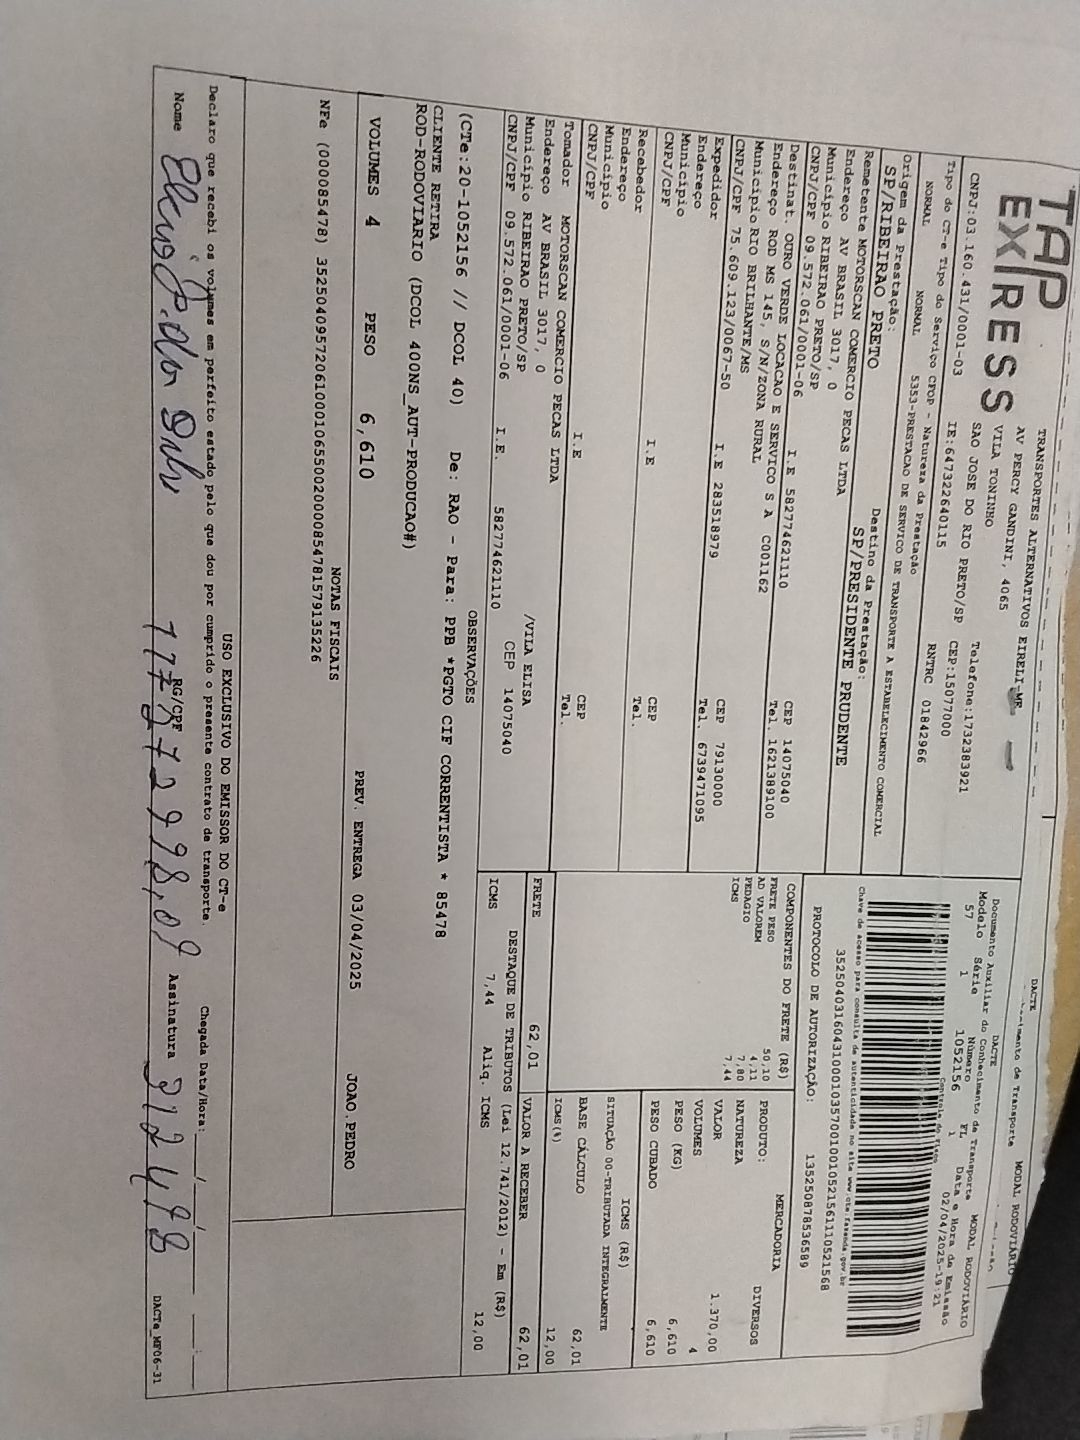 TAP
EXPRESS
TRANSPORTES ALTERNATIVOS EIRELI-ME
AV PERCY GANDINI, 4065
VILA TONINHO
SAO JOSE DO RIO PRETO/SP
Telefone:1732383921
CEP:15077000
CNPJ:03.160.431/0001-03
IE:647322640115
RNTRC 01842966
DACTE
MODAL RODOVIÁRIO
DACTE
Documento Auxiliar do Conhecimento de Transporte MODAL RODOVIÁRIO
Modelo Série Número FL Data e Hora de Emissão
57 1 1052156 1 02/04/2025-19:21
Controle do Fisco
Tipo do CT-e Tipo do Serviço CFOP - Natureza da Prestação
NORMAL NORMAL 5353-PRESTACAO DE SERVICO DE TRANSPORTE A ESTABELECIMENTO COMERCIAL
Chave de acesso para consulta de autenticidade no site www.cte.fazenda.gov.br
PROTOCOLO DE AUTORIZAÇÃO: 135250878536589
Origem da Prestação: Destino da Prestação:
SP/RIBEIRAO PRETO SP/PRESIDENTE PRUDENTE
Remetente MOTORSCAN COMERCIO PECAS LTDA
Endereço AV BRASIL 3017, 0
Município RIBEIRAO PRETO/SP CEP 14075040
CNPJ/CPF 09.572.061/0001-06 I.E 582774621110 Tel. 1621389100
Destinat. OURO VERDE LOCACAO E SERVICO S A C001162
Endereço ROD MS 145, S/N/ZONA RURAL
Município RIO BRILHANTE/MS CEP 79130000
CNPJ/CPF 75.609.123/0067-50 I.E 283518979 Tel. 6739471095
Expedidor
Endereço
Município CEP
CNPJ/CPF I.E Tel.
Recebedor
Endereço
Município CEP
CNPJ/CPF I.E Tel.
Tomador MOTORSCAN COMERCIO PECAS LTDA
Endereço AV BRASIL 3017, 0 /VILA ELISA
Município RIBEIRAO PRETO/SP CEP 14075040
CNPJ/CPF 09.572.061/0001-06 I.E. 582774621110
COMPONENTES DO FRETE (R$)
FRETE PESO 50,10
AD VALOREM 4,11
PEDAGIO 7,80
ICMS 7,44
MERCADORIA
PRODUTO: DIVERSOS
NATUREZA
VALOR 1.370,00
VOLUMES 4
PESO (KG) 6,610
PESO CUBADO 6,610
ICMS (R$)
SITUAÇÃO 00-TRIBUTADA INTEGRALMENTE
BASE CÁLCULO 62,01
ICMS(%) 12,00
FRETE 62,01
VALOR A RECEBER 62,01
DESTAQUE DE TRIBUTOS (Lei 12.741/2012) - Em (R$)
ICMS 7,44 Aliq. ICMS 12,00
OBSERVAÇÕES
(CTe:20-1052156 // DCOL 40) De: RAO - Para: PPB *PGTO CIF CORRENTISTA * 85478
CLIENTE RETIRA
ROD-RODOVIARIO (DCOL 400NS_AUT-PRODUCAO#)
VOLUMES 4 PESO 6,610 PREV. ENTREGA 03/04/2025 JOAO.PEDRO
NOTAS FISCAIS
NFe (000085478) 35250409572061000106550020000854781579135226
USO EXCLUSIVO DO EMISSOR DO CT-e
Declaro que recebi os volumes em perfeito estado pelo que dou por cumprido o presente contrato de transporte.
Chegada Data/Hora: / / :
Nome
RG/CPF
Assinatura 312478
DACTe_MF06-31